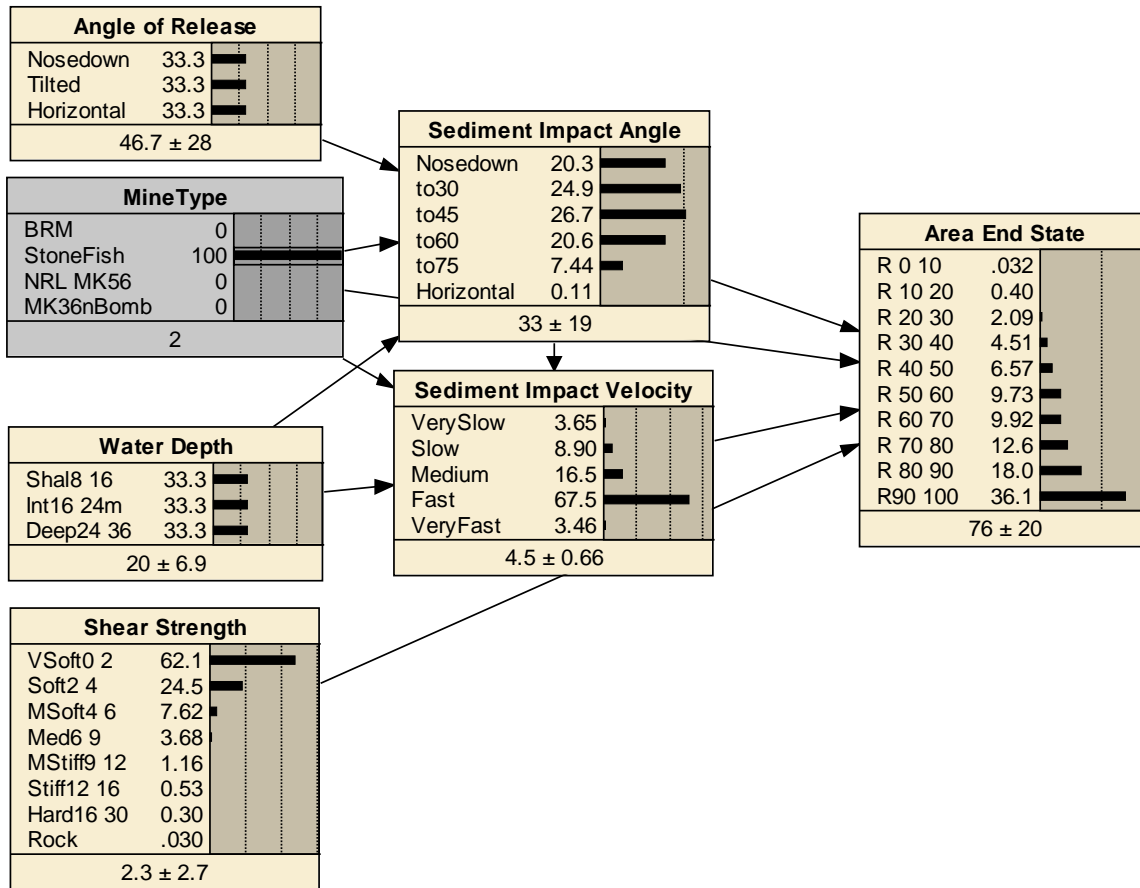 Angle of Release
Nosedown 33.3
Tilted 33.3
Horizontal 33.3
46.7 ± 28
MineType
BRM 0
StoneFish 100
NRL MK56 0
MK36nBomb 0
2
Water Depth
Shal8 16 33.3
Int16 24m 33.3
Deep24 36 33.3
20 ± 6.9
Shear Strength
VSoft0 2 62.1
Soft2 4 24.5
MSoft4 6 7.62
Med6 9 3.68
MStiff9 12 1.16
Stiff12 16 0.53
Hard16 30 0.30
Rock .030
2.3 ± 2.7
Sediment Impact Angle
Nosedown 20.3
to30 24.9
to45 26.7
to60 20.6
to75 7.44
Horizontal 0.11
33 ± 19
Sediment Impact Velocity
VerySlow 3.65
Slow 8.90
Medium 16.5
Fast 67.5
VeryFast 3.46
4.5 ± 0.66
Area End State
R 0 10 .032
R 10 20 0.40
R 20 30 2.09
R 30 40 4.51
R 40 50 6.57
R 50 60 9.73
R 60 70 9.92
R 70 80 12.6
R 80 90 18.0
R90 100 36.1
76 ± 20